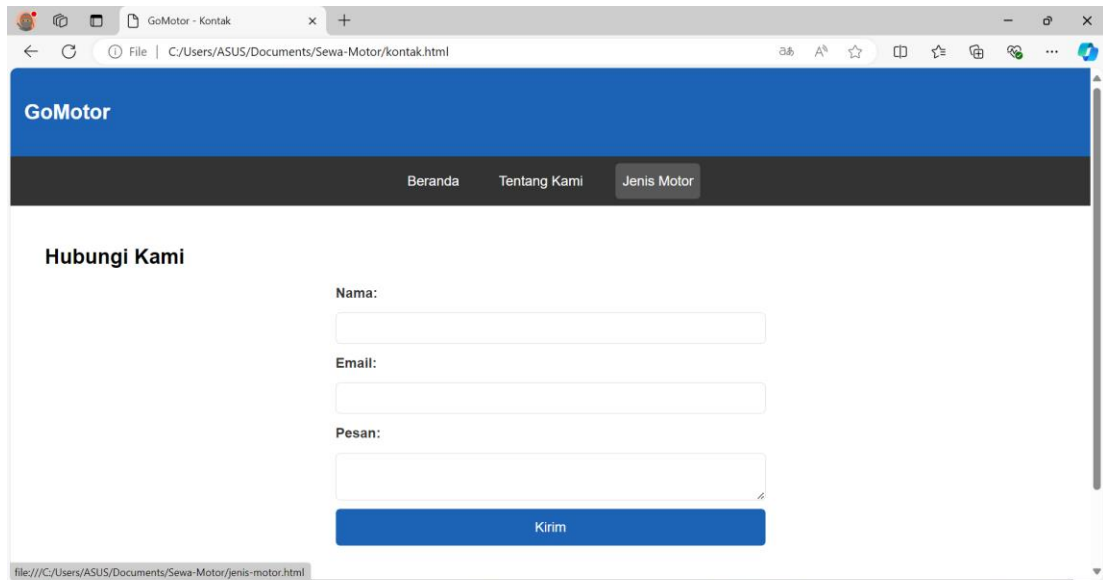 GoMotor - Kontak
File | C:/Users/ASUS/Documents/Sewa-Motor/kontak.html
GoMotor
Beranda Tentang Kami Jenis Motor
Hubungi Kami
Nama:
Email:
Pesan:
Kirim
file:///C:/Users/ASUS/Documents/Sewa-Motor/jenis-motor.html